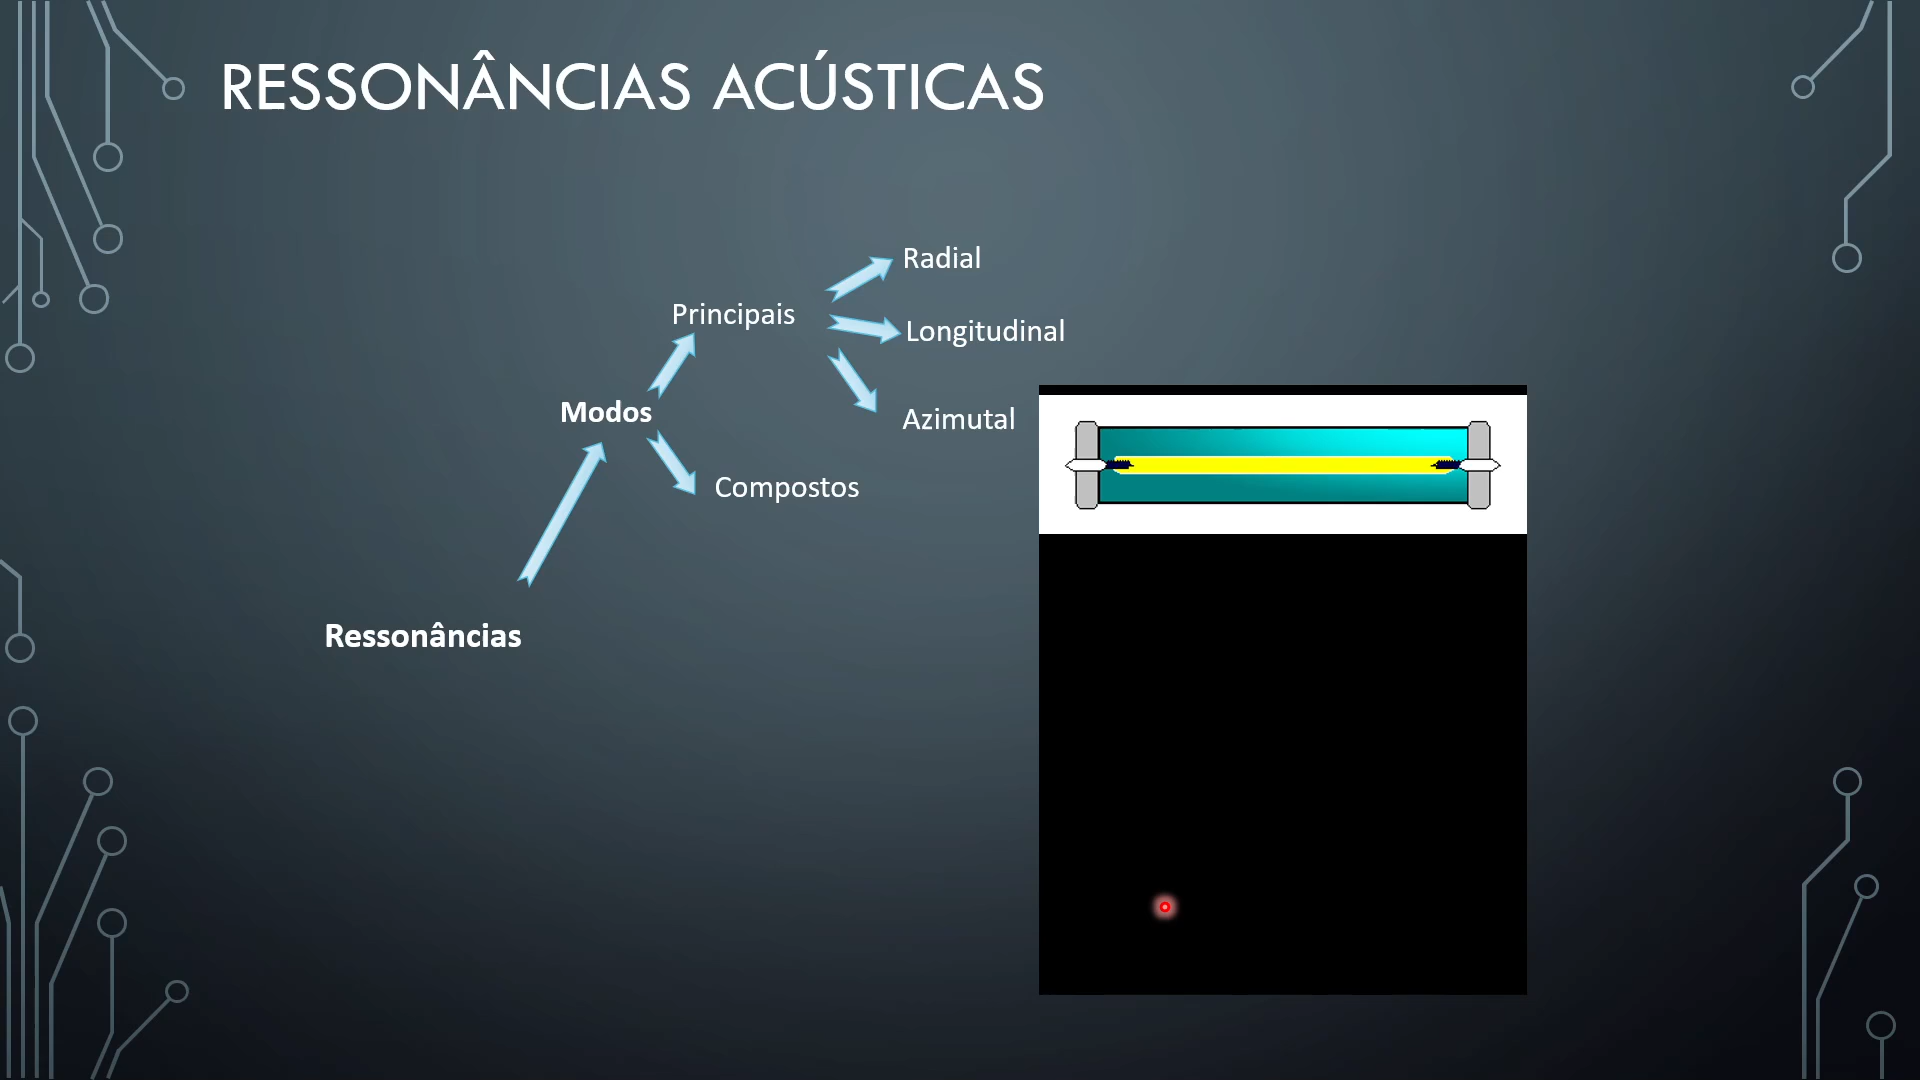 RESSONÂNCIAS ACÚSTICAS
Radial
Principais
Longitudinal
Modos
Azimutal
Compostos
Ressonâncias